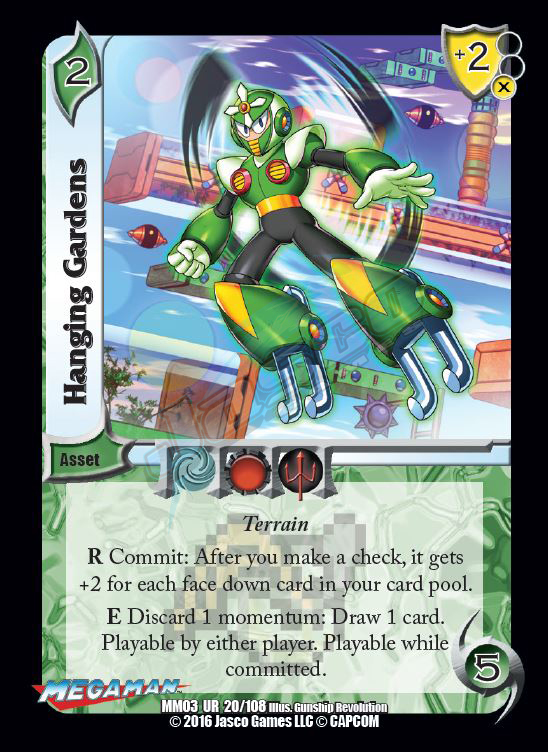 2
+2
X
Hanging Gardens
Asset
Terrain
R Commit: After you make a check, it gets
+2 for each face down card in your card pool.
E Discard 1 momentum: Draw 1 card.
Playable by either player. Playable while
committed.
5
MEGAMAN
MM03 UR 20/108 Illus. Gunship Revolution
© 2016 Jasco Games LLC © CAPCOM